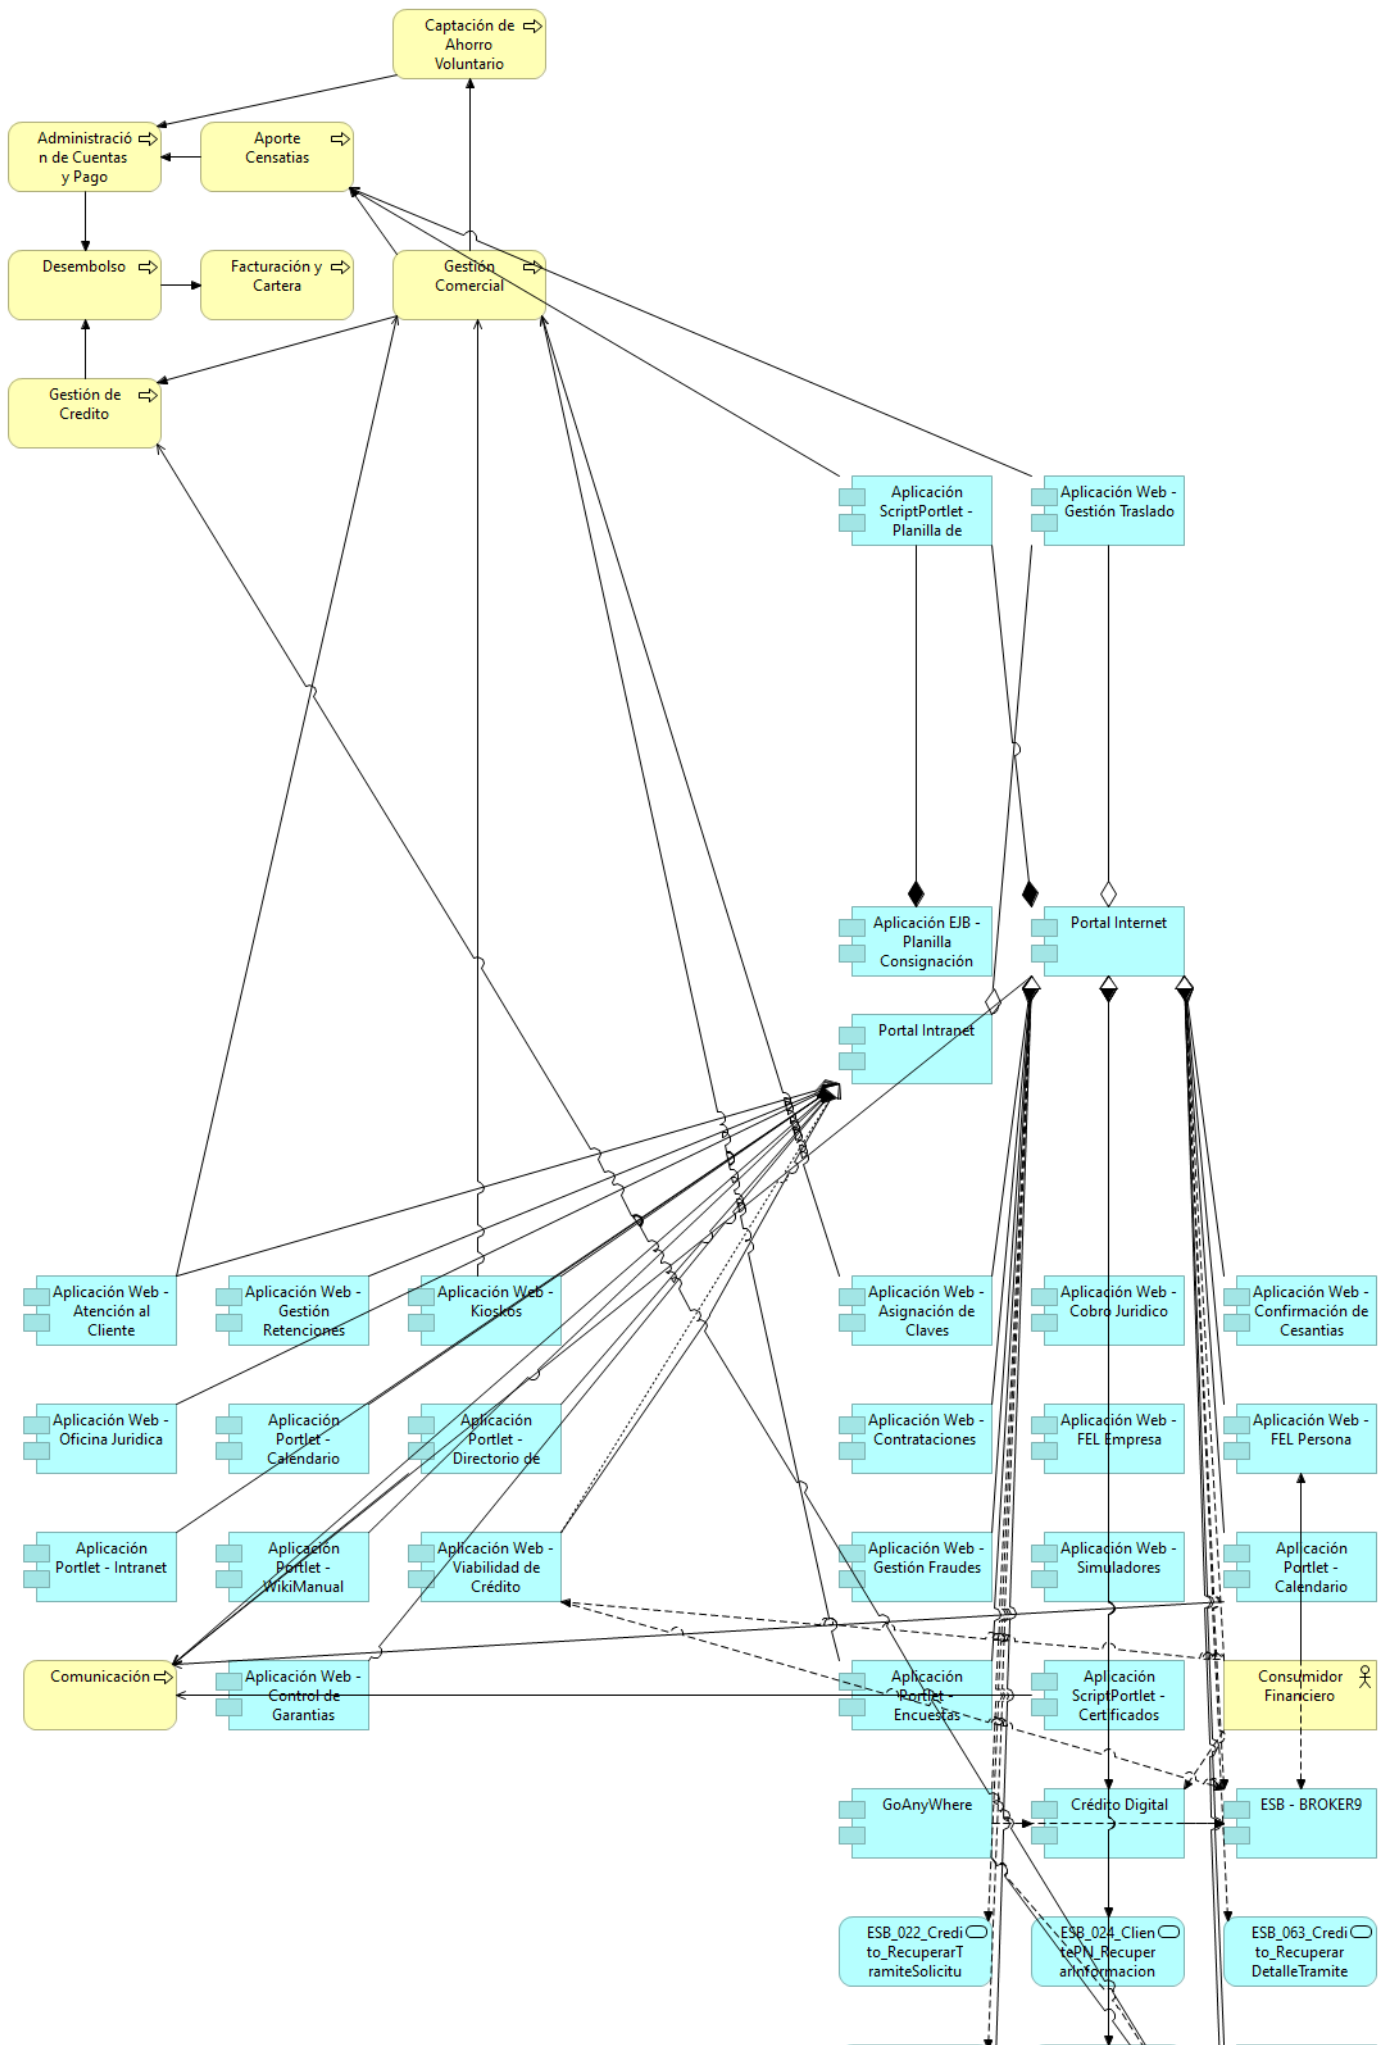 Captación de
Ahorro
Voluntario
Administració
n de Cuentas
y Pago
Aporte
Censatias
Desembolso
Facturación y
Cartera
Gestión
Comercial
Gestión de
Credito
Aplicación
ScriptPortlet -
Planilla de
Aplicación Web -
Gestión Traslado
Aplicación EJB -
Planilla
Consignación
Portal Internet
Portal Intranet
Aplicación Web -
Atención al
Cliente
Aplicación Web -
Gestión
Retenciones
Aplicación Web -
Kioskos
Aplicación Web -
Asignación de
Claves
Aplicación Web -
Cobro Juridico
Aplicación Web -
Confirmación de
Cesantias
Aplicación Web -
Oficina Juridica
Aplicación
Portlet -
Calendario
Aplicación
Portlet -
Directorio de
Aplicación Web -
Contrataciones
Aplicación Web -
FEL Empresa
Aplicación Web -
FEL Persona
Aplicación
Portlet - Intranet
Aplicación
Portlet -
WikiManual
Aplicación Web -
Viabilidad de
Crédito
Aplicación Web -
Gestión Fraudes
Aplicación Web -
Simuladores
Aplicación
Portlet -
Calendario
Comunicación
Aplicación Web -
Control de
Garantias
Aplicación
Portlet -
Encuestas
Aplicación
ScriptPortlet -
Certificados
Consumidor
Financiero
GoAnyWhere
Crédito Digital
ESB - BROKER9
ESB_022_Credi
to_RecuperarT
ramiteSolicitu
ESB_024_Clien
tePN_Recuper
arInformacion
ESB_063_Credi
to_Recuperar
DetalleTramite